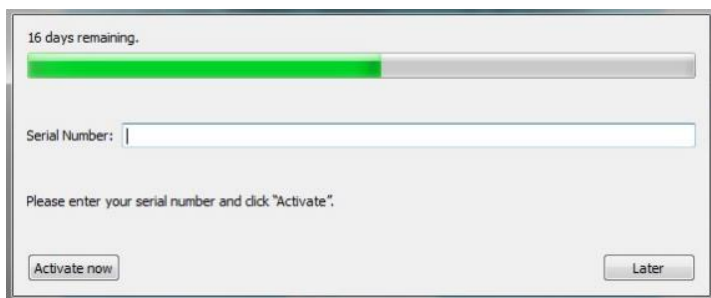 16 days remaining.
Serial Number:
Please enter your serial number and click “Activate”.
Activate now
Later